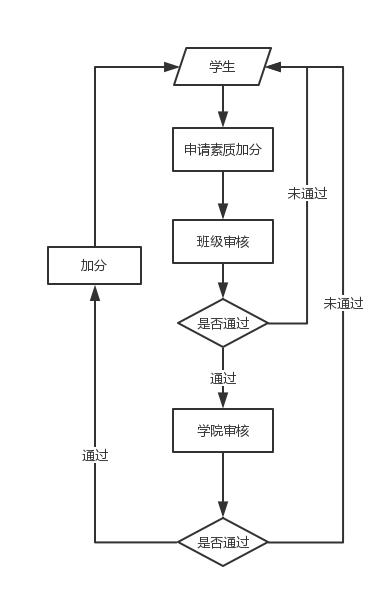 学生
申请素质加分
未通过
班级审核
加分
未通过
是否通过
通过
学院审核
通过
是否通过